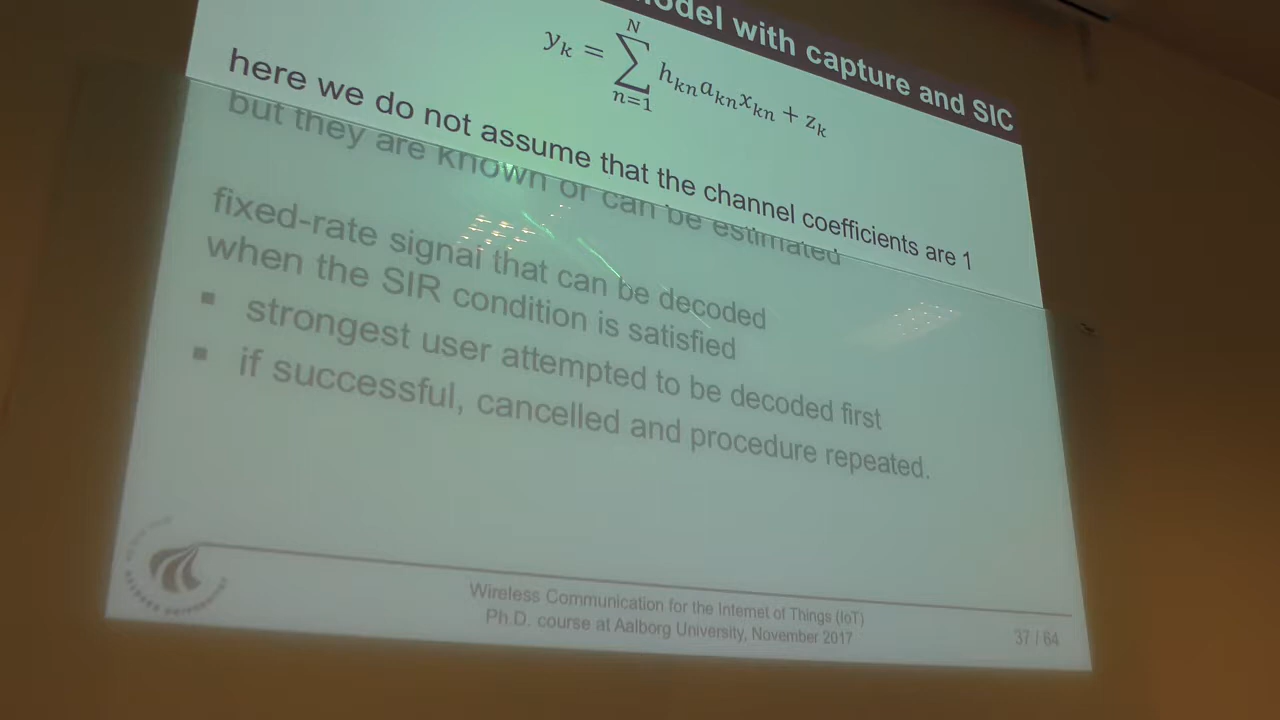 model with capture and SIC
y_k = \sum_{n=1}^{N} h_{kn} a_{kn} x_{kn} + z_k
here we do not assume that the channel coefficients are 1
but they are known or can be estimated
fixed-rate signal that can be decoded
when the SIR condition is satisfied
▪ strongest user attempted to be decoded first
▪ if successful, cancelled and procedure repeated.
Wireless Communication for the Internet of Things (IoT)
Ph.D. course at Aalborg University, November 2017
37 / 64